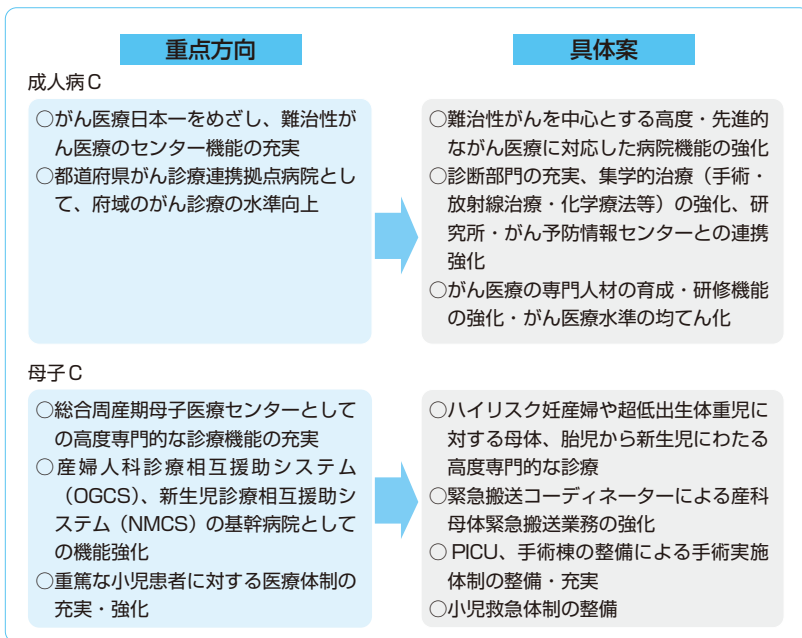 重点方向
具体案
成人病C
○がん医療日本一をめざし、難治性が
ん医療のセンター機能の充実
○都道府県がん診療連携拠点病院とし
て、府域のがん診療の水準向上
○難治性がんを中心とする高度・先進的
ながん医療に対応した病院機能の強化
○診断部門の充実、集学的治療（手術・
放射線治療・化学療法等）の強化、研
究所・がん予防情報センターとの連携
強化
○がん医療の専門人材の育成・研修機能
の強化・がん医療水準の均てん化
母子C
○総合周産期母子医療センターとして
の高度専門的な診療機能の充実
○産婦人科診療相互援助システム
（OGCS）、新生児診療相互援助シ
ステム（NMCS）の基幹病院として
の機能強化
○重篤な小児患者に対する医療体制の
充実・強化
○ハイリスク妊産婦や超低出生体重児に
対する母体、胎児から新生児にわたる
高度専門的な診療
○緊急搬送コーディネーターによる産科
母体緊急搬送業務の強化
○PICU、手術棟の整備による手術実施
体制の整備・充実
○小児救急体制の整備